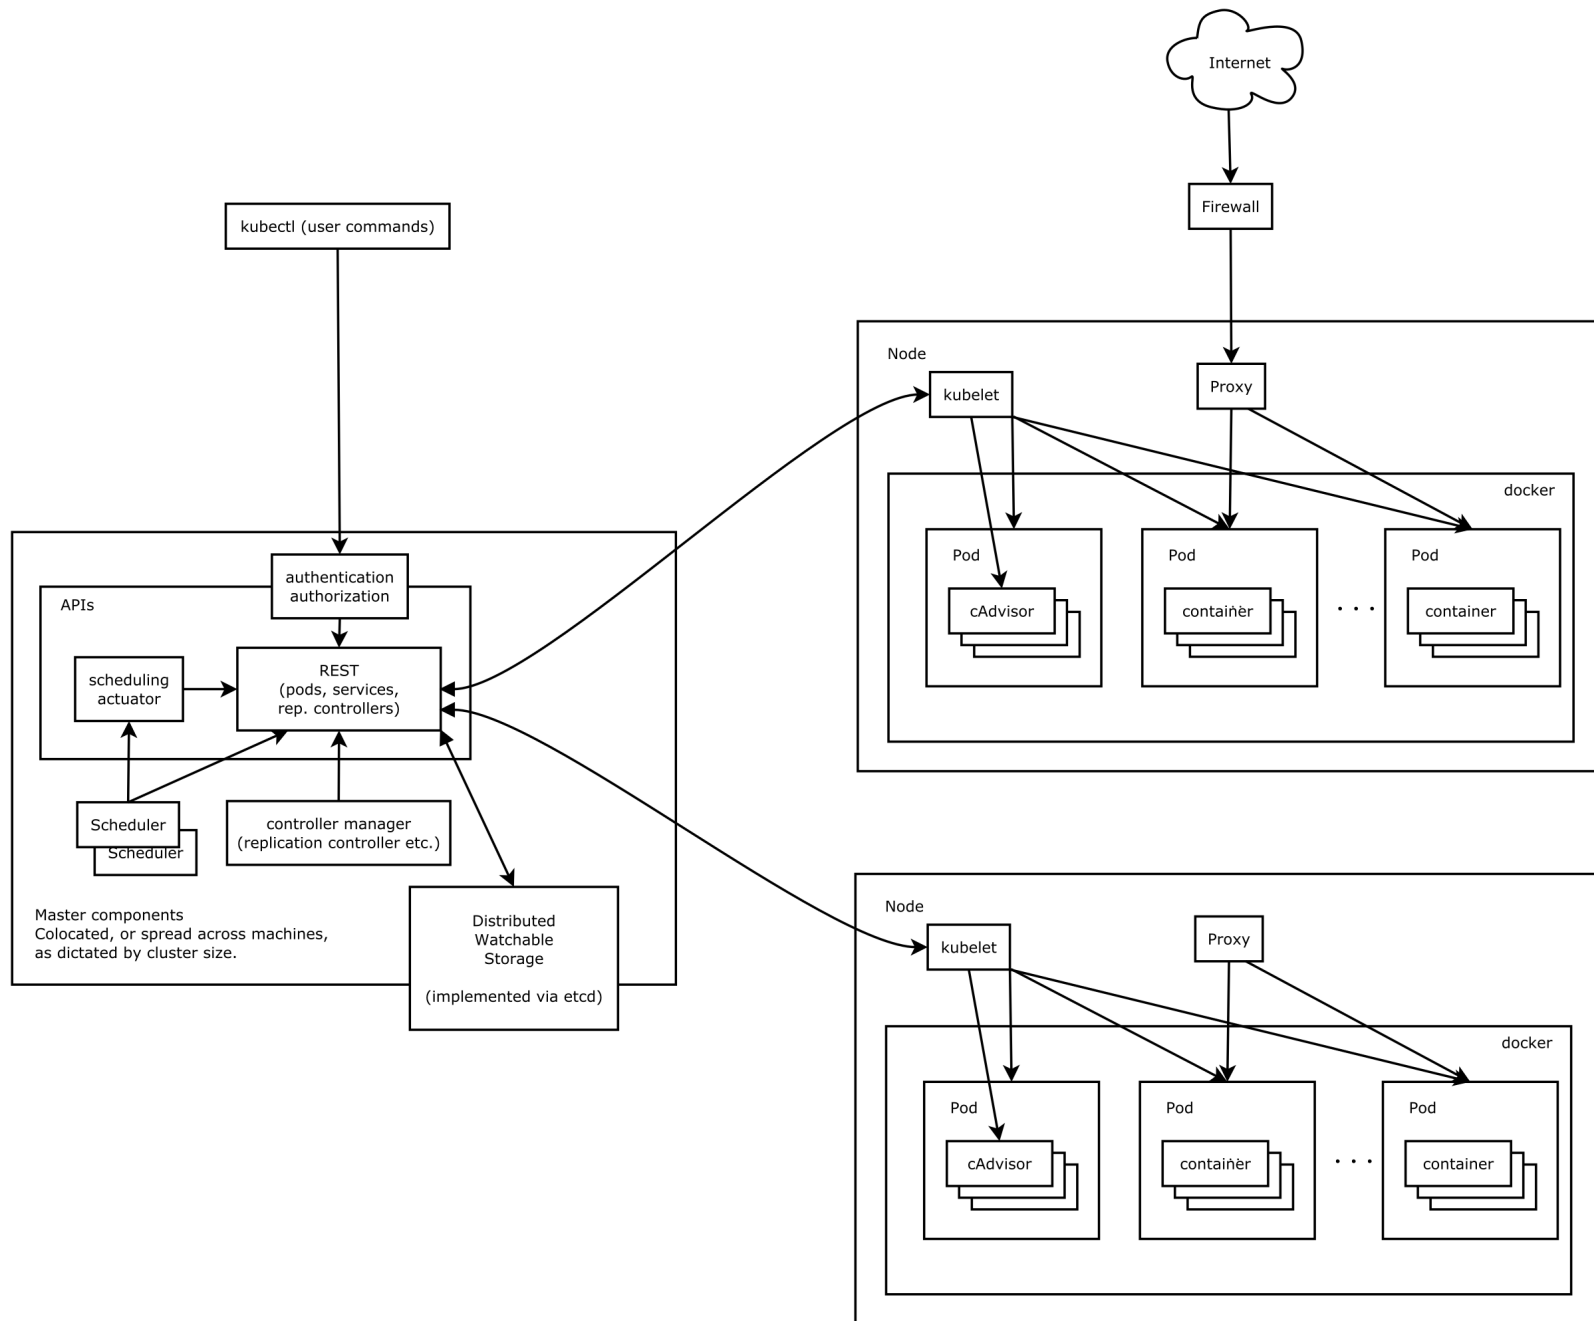 Internet
Firewall
kubectl (user commands)
Node
kubelet
Proxy
docker
Pod
cAdvisor
Pod
container
. . .
Pod
container
authentication
authorization
APIs
REST
(pods, services,
rep. controllers)
scheduling
actuator
Scheduler
Scheduler
controller manager
(replication controller etc.)
Master components
Colocated, or spread across machines,
as dictated by cluster size.
Distributed
Watchable
Storage
(implemented via etcd)
Node
kubelet
Proxy
docker
Pod
cAdvisor
Pod
container
. . .
Pod
container